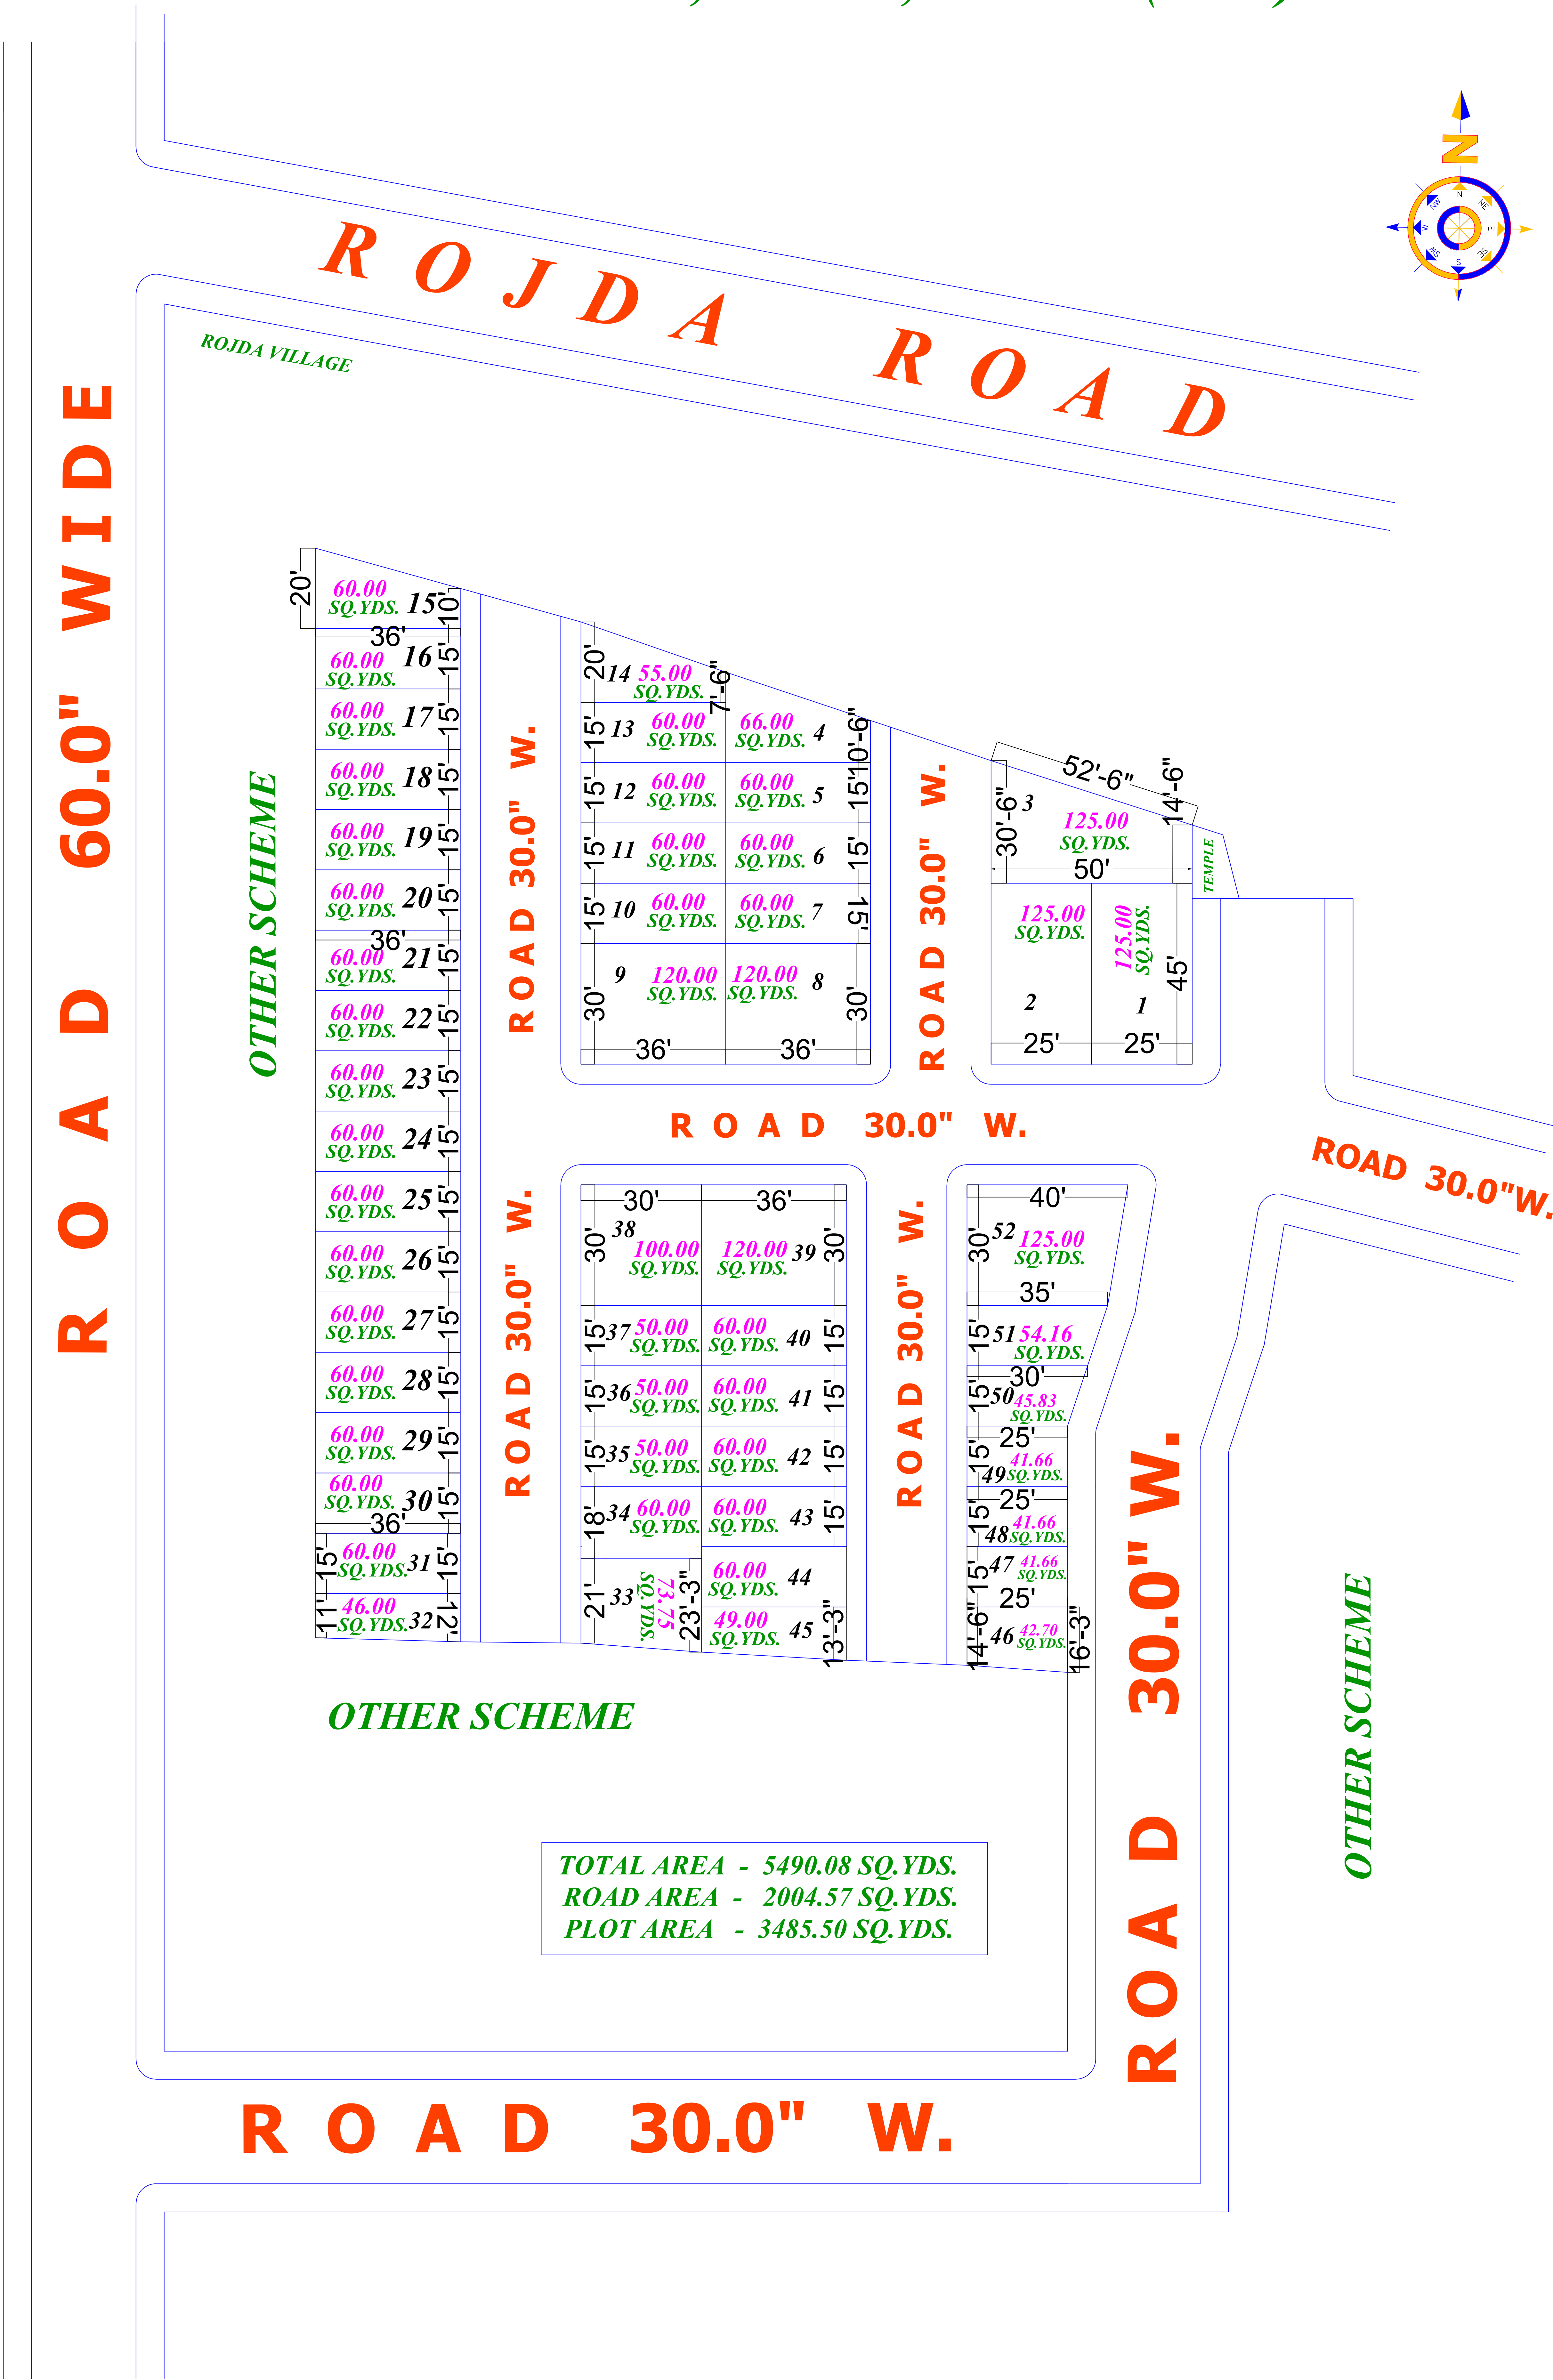 N
N
NE
E
SE
S
SW
W
NW
ROJDA ROAD
ROJDA VILLAGE
ROAD 60.0" WIDE
OTHER SCHEME
20'
60.00
SQ.YDS.
15
10'
36'
60.00
SQ.YDS.
16
15'
60.00
SQ.YDS.
17
15'
60.00
SQ.YDS.
18
15'
60.00
SQ.YDS.
19
15'
60.00
SQ.YDS.
20
15'
36'
60.00
SQ.YDS.
21
15'
60.00
SQ.YDS.
22
15'
60.00
SQ.YDS.
23
15'
60.00
SQ.YDS.
24
15'
60.00
SQ.YDS.
25
15'
60.00
SQ.YDS.
26
15'
60.00
SQ.YDS.
27
15'
60.00
SQ.YDS.
28
15'
60.00
SQ.YDS.
29
15'
60.00
SQ.YDS.
30
15'
36'
15'
60.00
SQ.YDS.
31
15'
11'
46.00
SQ.YDS.
32
12'
ROAD 30.0" W.
ROAD 30.0" W.
20'
14
55.00
SQ.YDS.
7'-6"
15'
13
60.00
SQ.YDS.
66.00
SQ.YDS.
4
10'-6"
15'
12
60.00
SQ.YDS.
60.00
SQ.YDS.
5
15'
15'
11
60.00
SQ.YDS.
60.00
SQ.YDS.
6
15'
15'
10
60.00
SQ.YDS.
60.00
SQ.YDS.
7
15'
30'
9
120.00
SQ.YDS.
120.00
SQ.YDS.
8
30'
36'
36'
ROAD 30.0" W.
52'-6"
14'-6"
30'-6"
3
125.00
SQ.YDS.
50'
TEMPLE
125.00
SQ.YDS.
2
125.00
SQ.YDS.
1
45'
25'
25'
ROAD 30.0" W.
ROAD 30.0"W.
30'
36'
30'
38
100.00
SQ.YDS.
120.00
SQ.YDS.
39
30'
15'
37
50.00
SQ.YDS.
60.00
SQ.YDS.
40
15'
15'
36
50.00
SQ.YDS.
60.00
SQ.YDS.
41
15'
15'
35
50.00
SQ.YDS.
60.00
SQ.YDS.
42
15'
18'
34
60.00
SQ.YDS.
60.00
SQ.YDS.
43
15'
21'
33
73.75
SQ.YDS.
23'-3"
60.00
SQ.YDS.
44
49.00
SQ.YDS.
45
13'-3"
ROAD 30.0" W.
40'
30'
52
125.00
SQ.YDS.
35'
15'
51
54.16
SQ.YDS.
30'
15'
50
45.83
SQ.YDS.
25'
15'
49
41.66
SQ.YDS.
25'
15'
48
41.66
SQ.YDS.
15'
47
41.66
SQ.YDS.
25'
14'-6"
46
42.70
SQ.YDS.
16'-3"
ROAD 30.0" W.
OTHER SCHEME
OTHER SCHEME
TOTAL AREA - 5490.08 SQ.YDS.
ROAD AREA - 2004.57 SQ.YDS.
PLOT AREA - 3485.50 SQ.YDS.
ROAD 30.0" W.